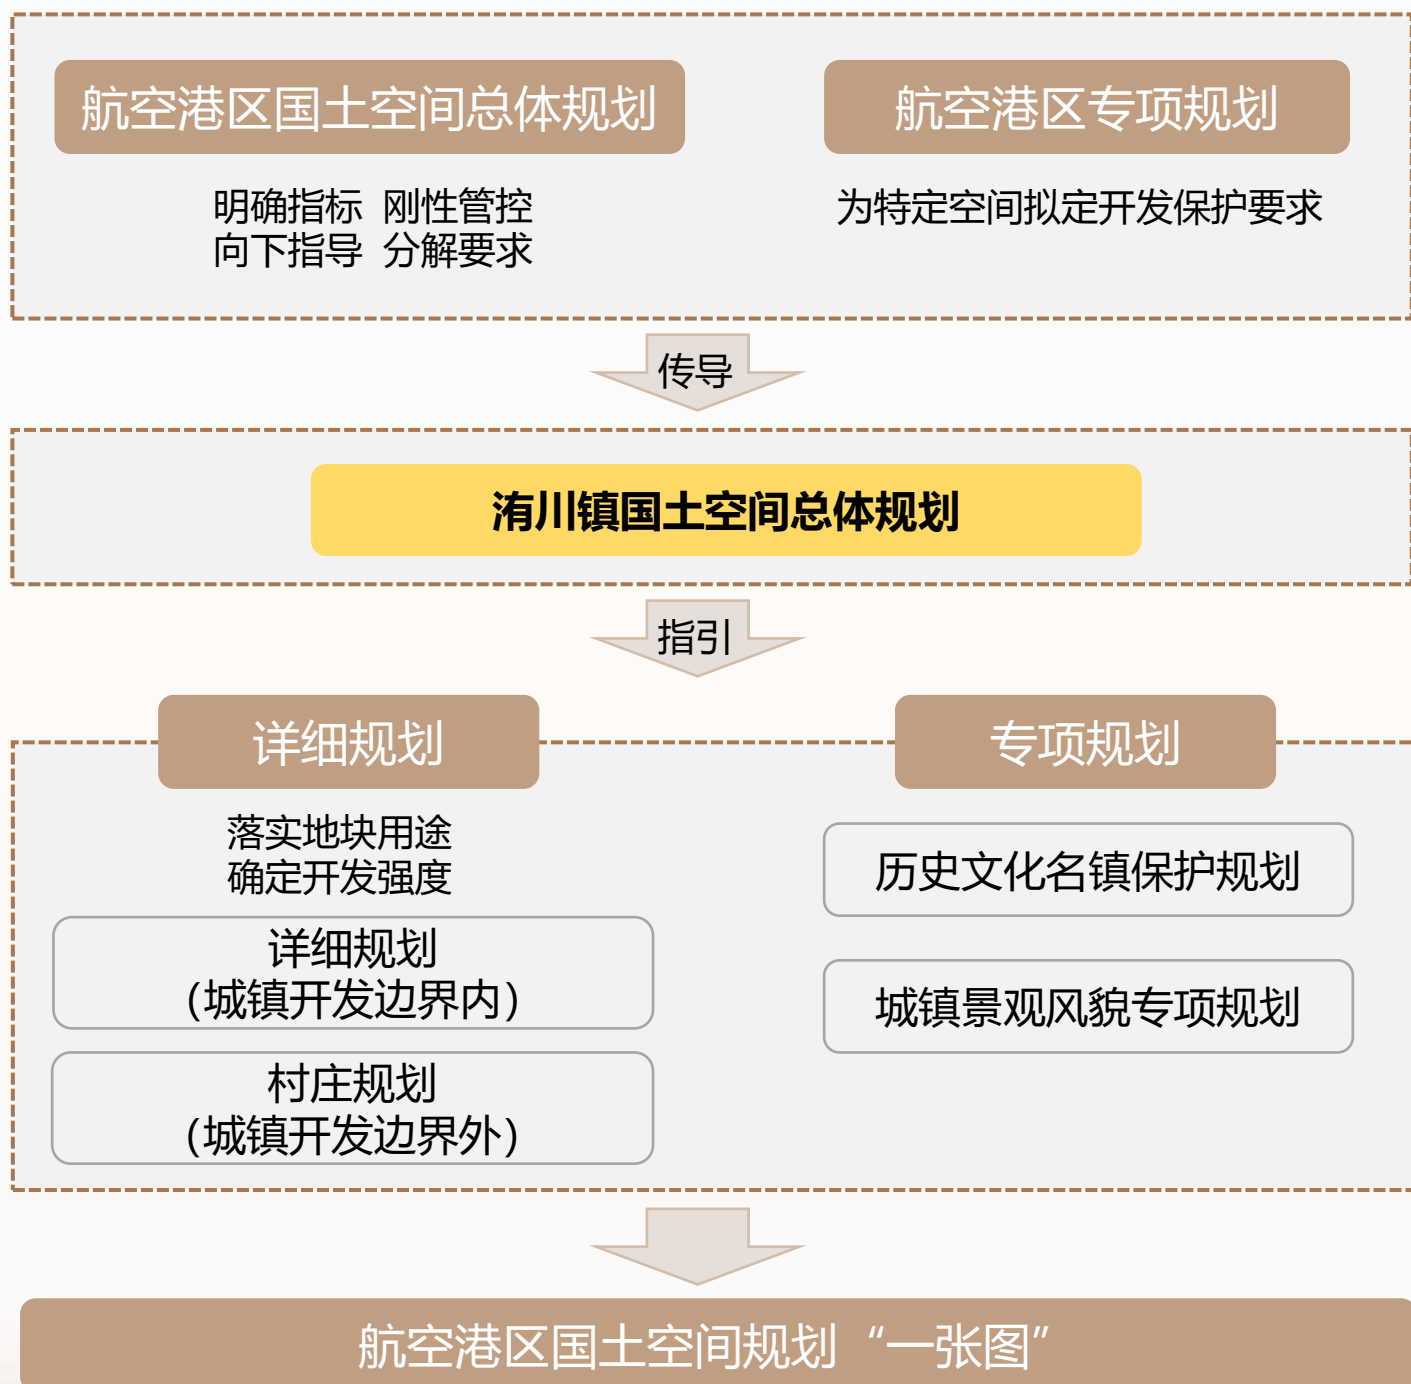 航空港区国土空间总体规划
航空港区专项规划
明确指标 刚性管控
向下指导 分解要求
为特定空间拟定开发保护要求
传导
洧川镇国土空间总体规划
指引
详细规划
专项规划
落实地块用途
确定开发强度
历史文化名镇保护规划
详细规划
(城镇开发边界内)
城镇景观风貌专项规划
村庄规划
(城镇开发边界外)
航空港区国土空间规划“一张图”